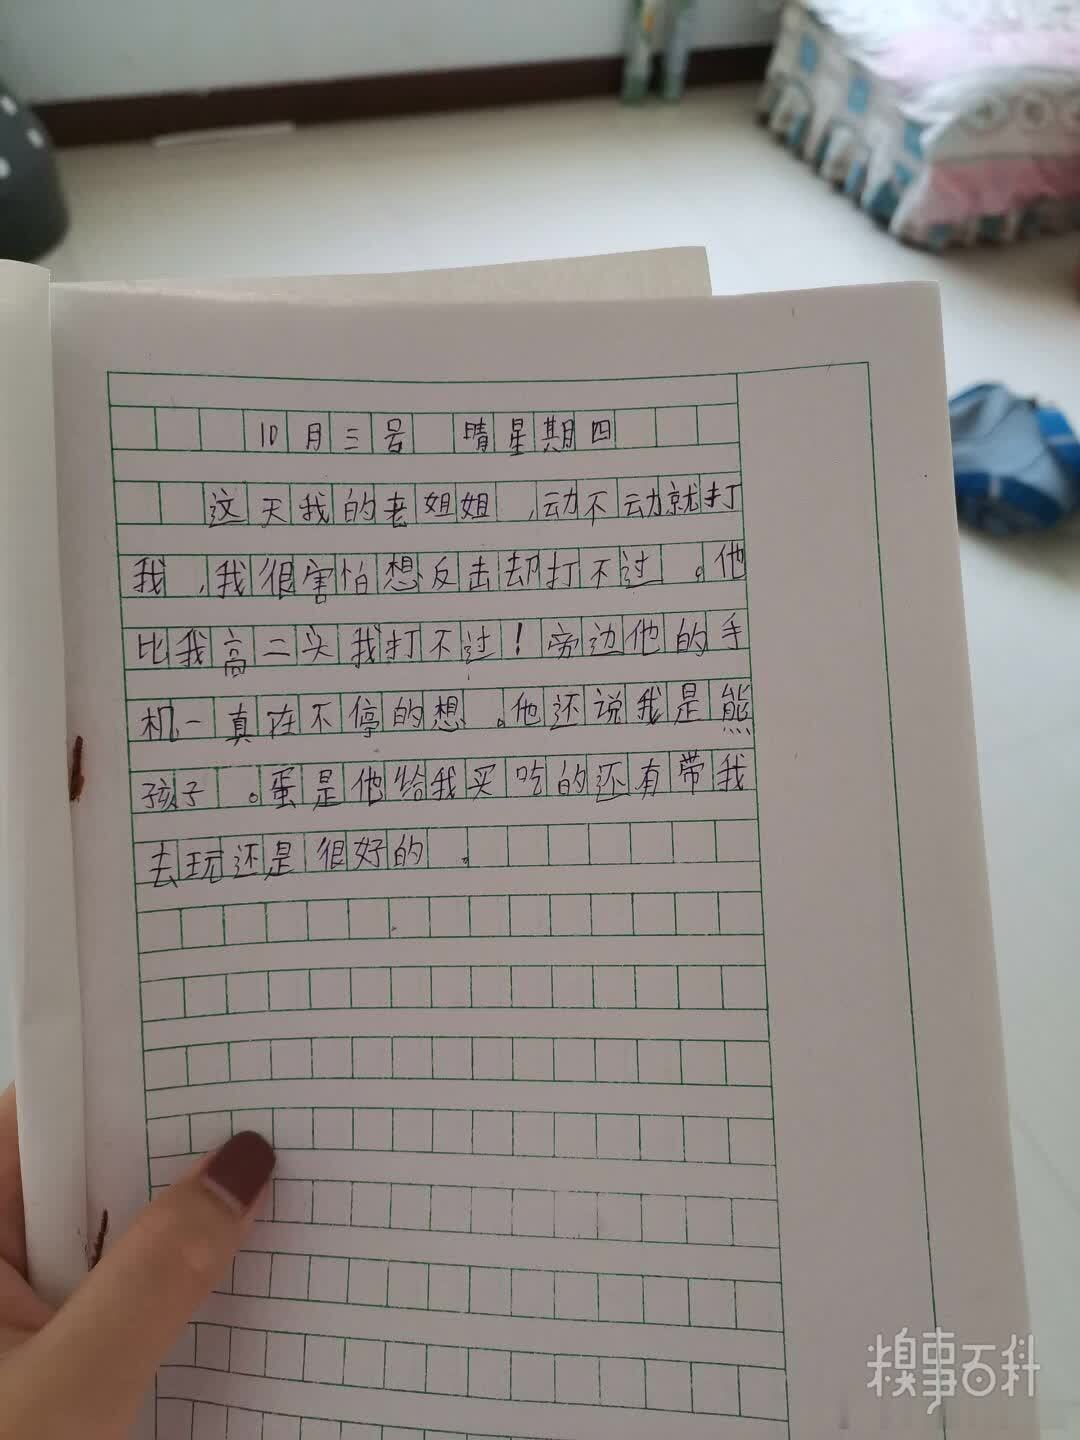 10月三号 晴星期四
这天我的老姐姐,动不动就打
我,我很害怕想反击却打不过。他
比我高二头我打不过!旁边他的手
机一真在不停的想。他还说我是熊
孩子。蛋是他给我买吃的还有带我
去玩还是很好的。
糗事百科